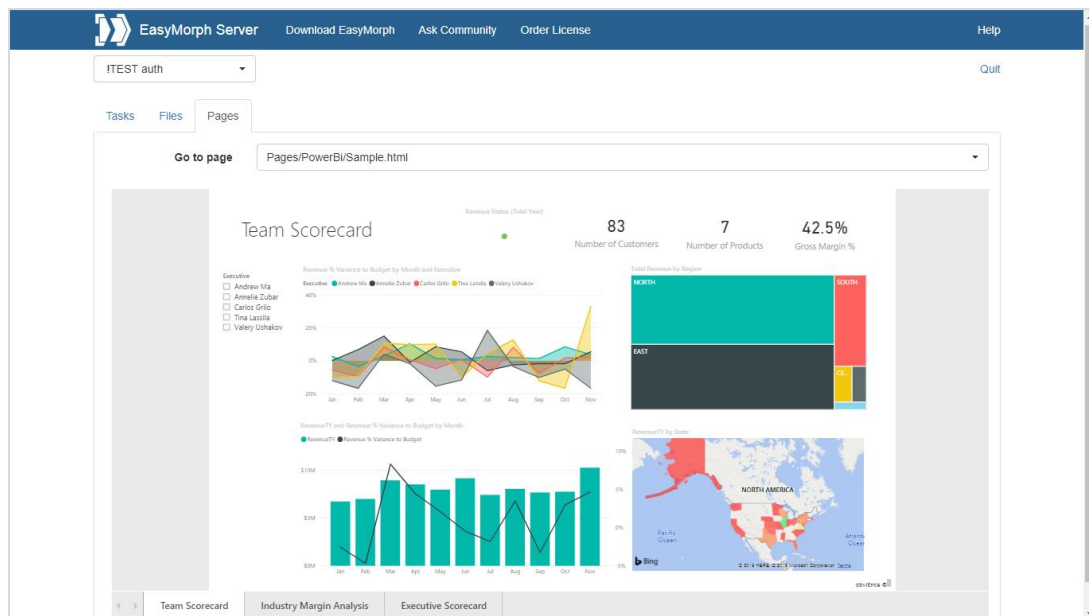 EasyMorph Server Download EasyMorph Ask Community Order License Help
!TEST auth Quit
Tasks Files Pages
Go to page Pages/PowerBi/Sample.html
Team Scorecard
Revenue Status (Total Year)
83 7 42.5%
Number of Customers Number of Products Gross Margin %
Executive
Andrew Ma
Annelie Zubar
Carlos Grilo
Tina Lassila
Valery Ushakov
Revenue % Variance to Budget by Month and Executive
Executive Andrew Ma Annelie Zubar Carlos Grilo Tina Lassila Valery Ushakov
40%
20%
0%
20%
Jan Feb Mar Apr May Jun Jul Aug Sep Oct Nov
Total Revenue by Region
NORTH SOUTH
EAST CE...
RevenueTY and Revenue % Variance to Budget by Month
RevenueTY Revenue % Variance to Budget
$10M 10%
$5M 5%
0%
$0M 5%
Jan Feb Mar Apr May Jun Jul Aug Sep Oct Nov
RevenueTY by State
NORTH AMERICA
Pacific
Ocean
Bing
obviEnce ©
Team Scorecard Industry Margin Analysis Executive Scorecard